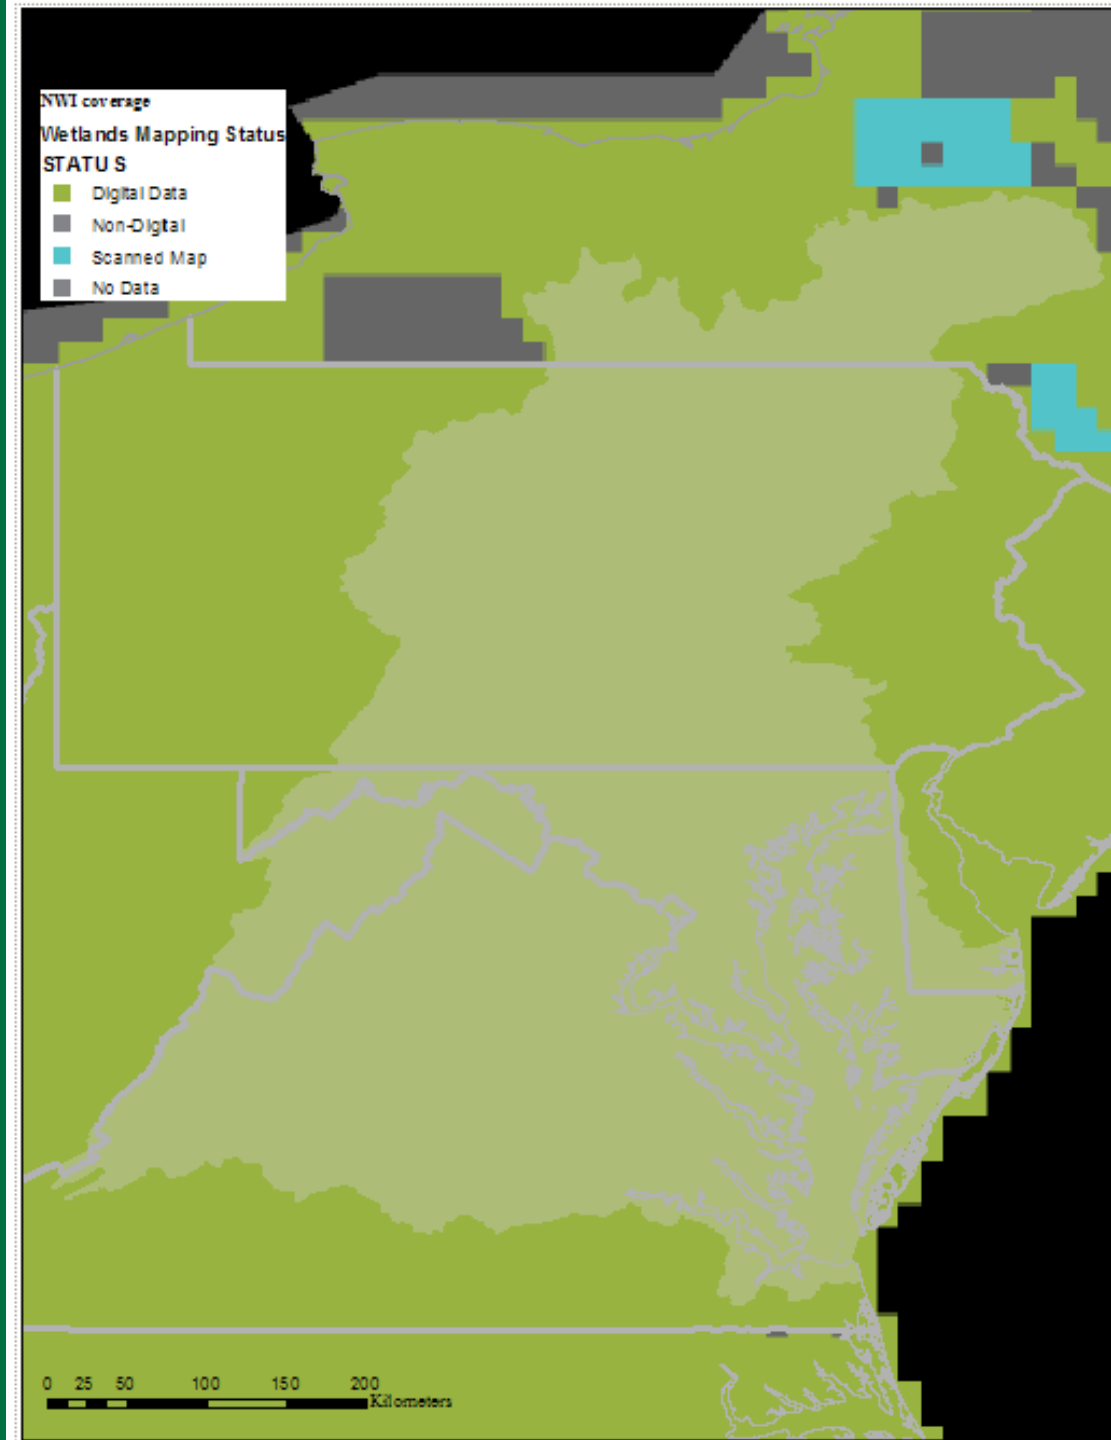 NWI coverage
Wetlands Mapping Status
STATUS
Digital Data
Non-Digital
Scanned Map
No Data
0 25 50 100 150 200
Kilometers